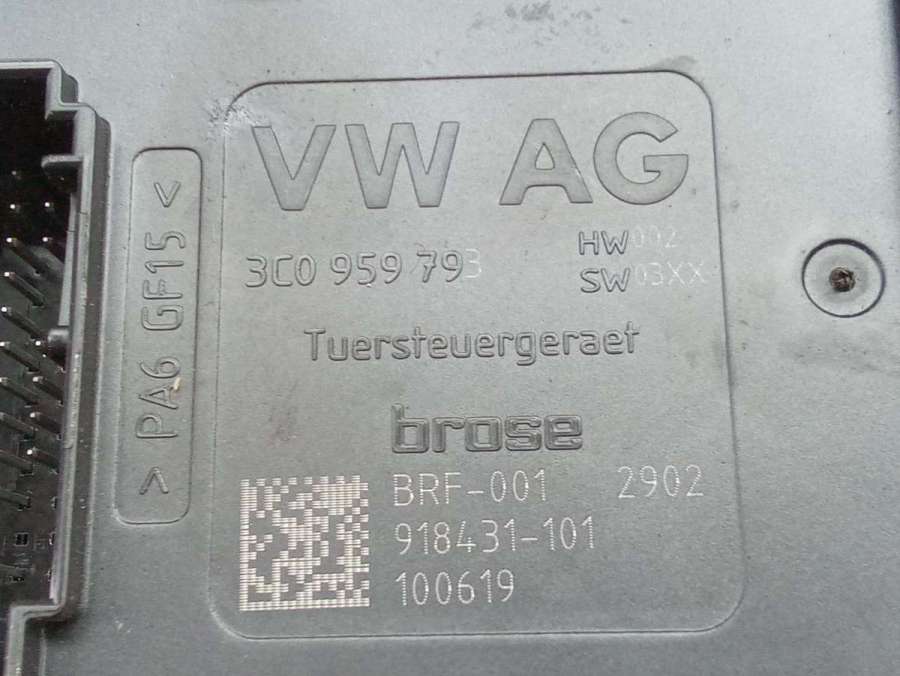 VW AG
3C0 959 793
HW002
SW03XX
Tuersteuergeraet
brose
BRF-001 2902
918431-101
100619
> PA6 GF15 <